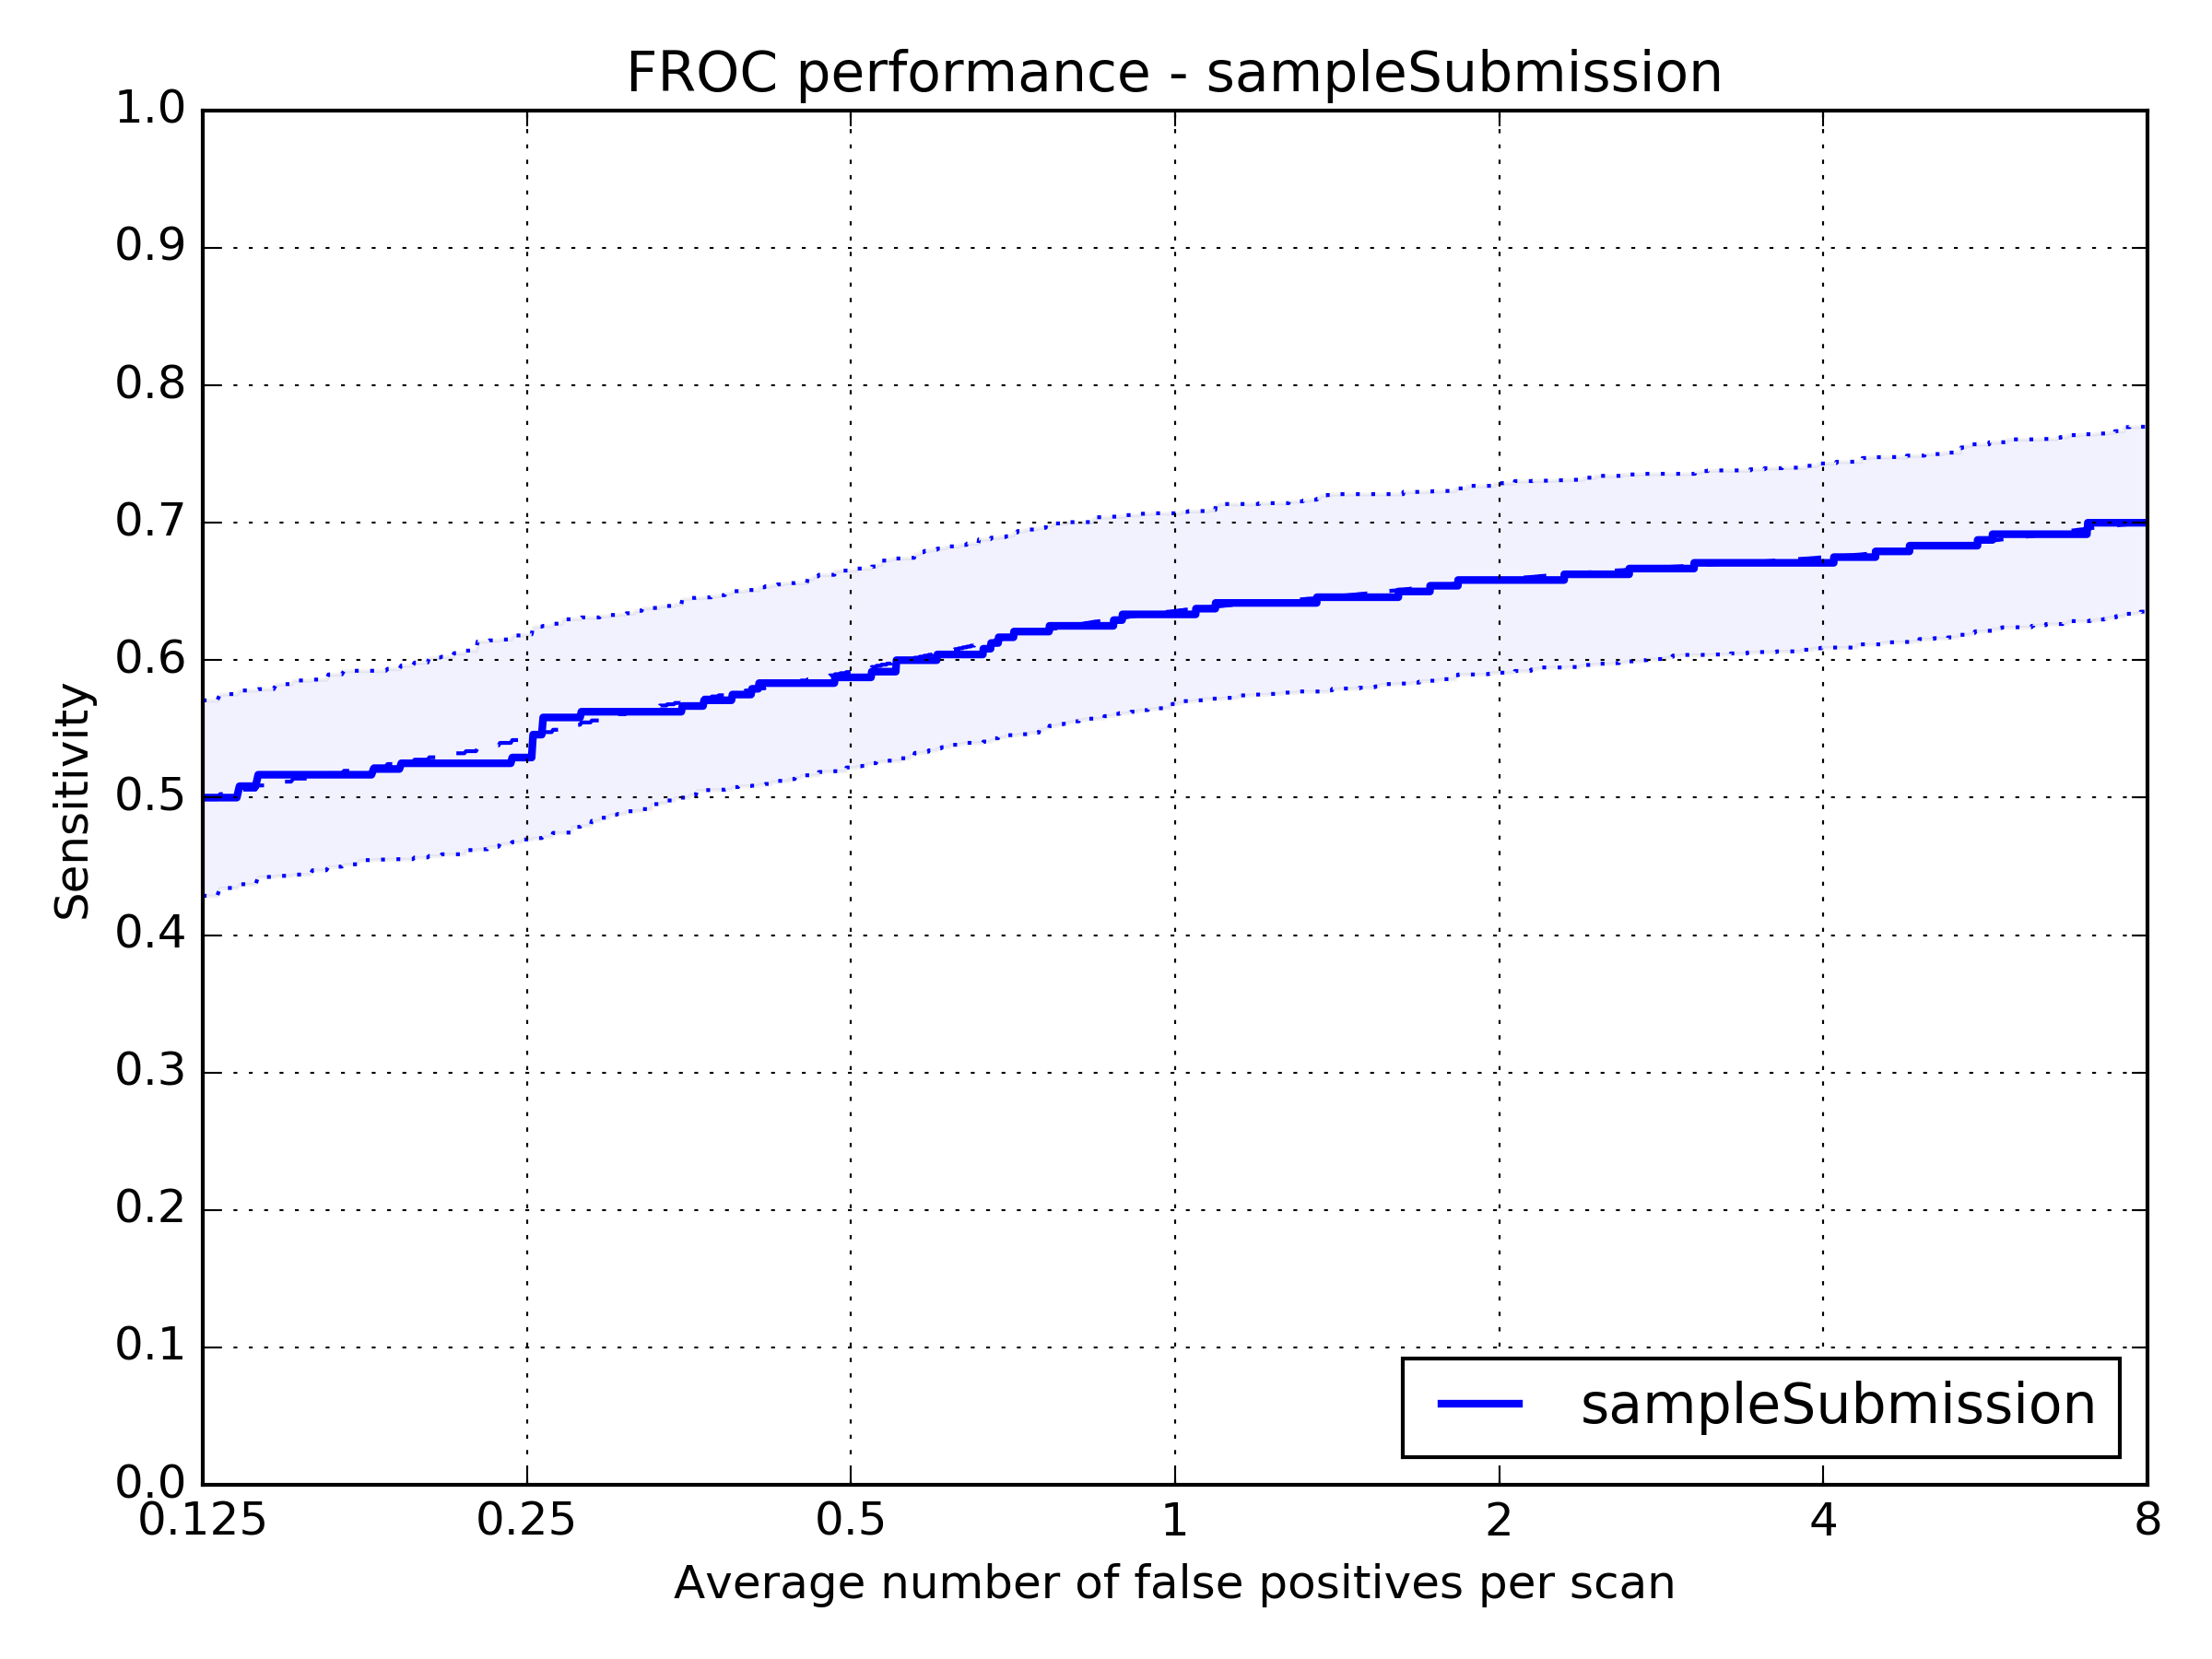 FROC performance - sampleSubmission
1.0
0.9
0.8
0.7
0.6
0.5
0.4
0.3
0.2
0.1
0.0
Sensitivity
sampleSubmission
0.125 0.25 0.5 1 2 4 8
Average number of false positives per scan